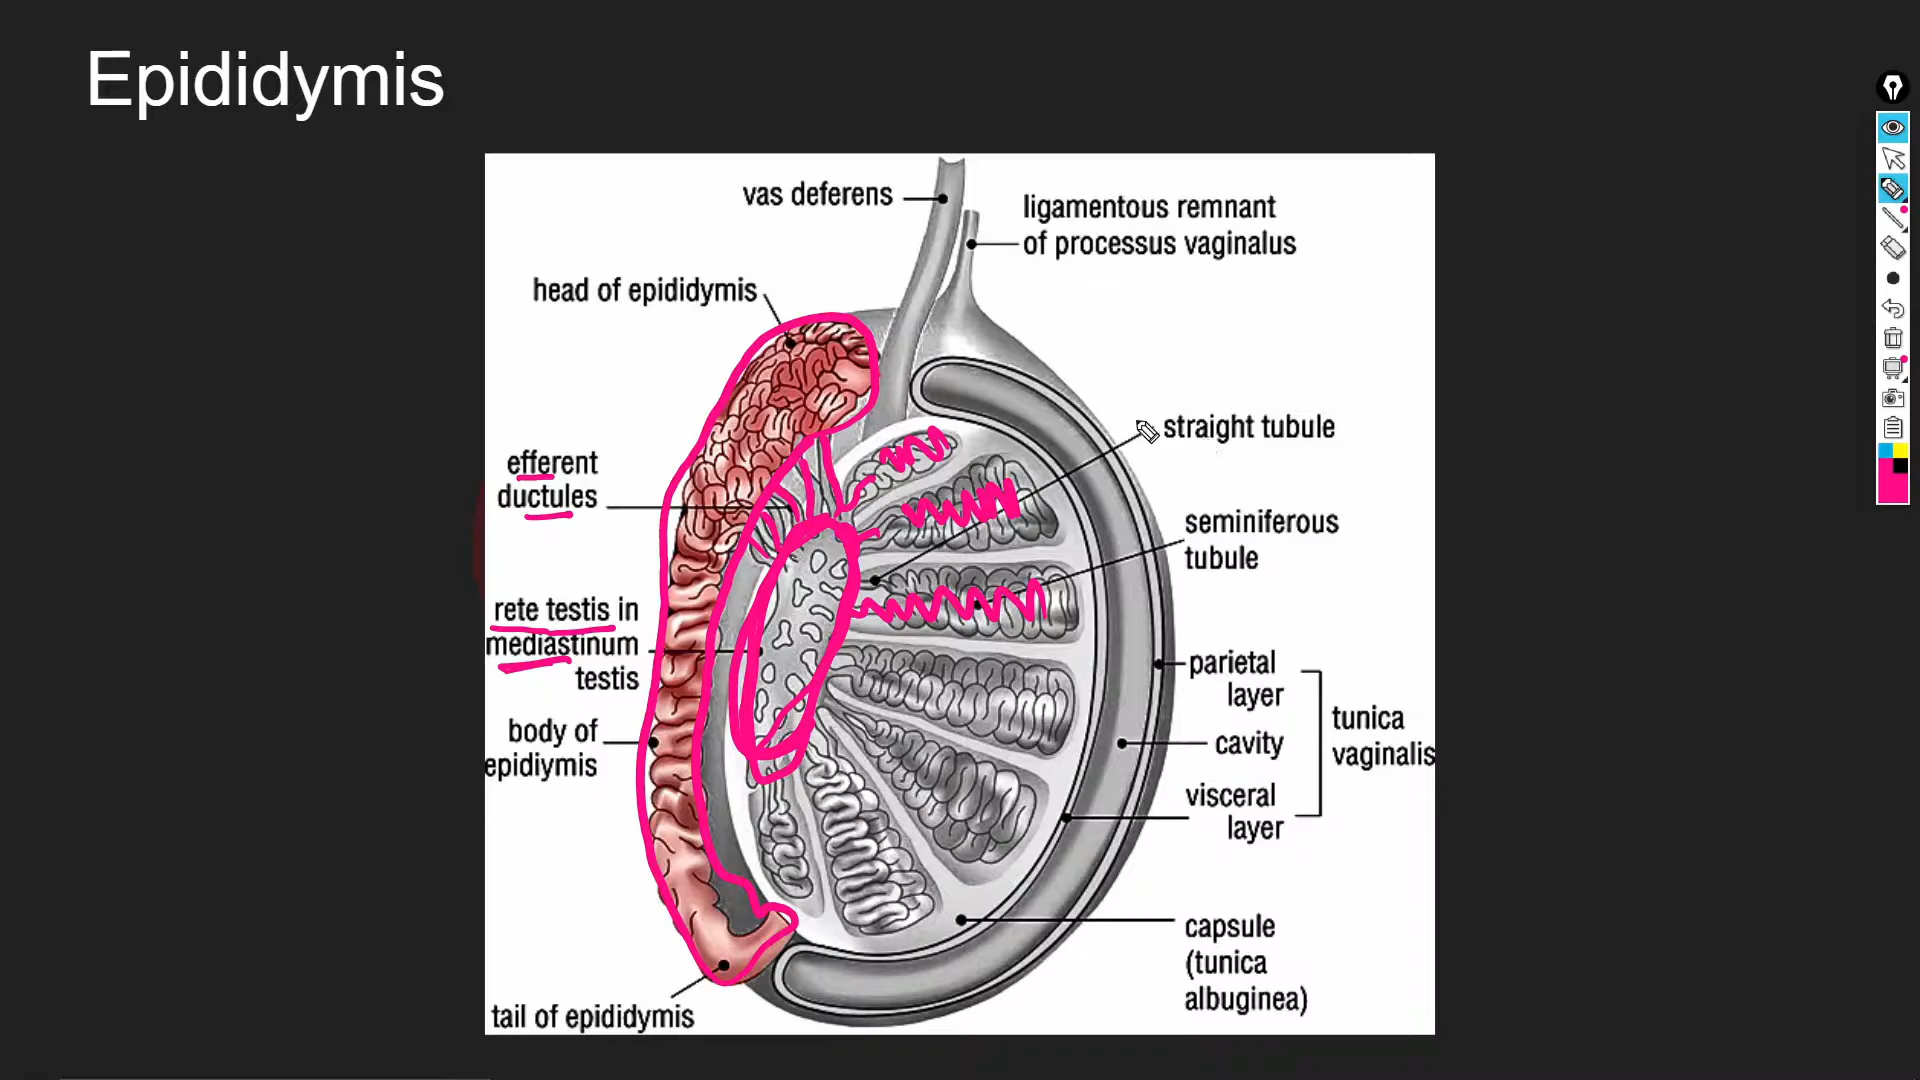 Epididymis
vas deferens
ligamentous remnant
of processus vaginalus
head of epididymis
straight tubule
efferent
ductules
seminiferous
tubule
rete testis in
mediastinum
testis
parietal
layer
tunica
vaginalis
body of
epidiymis
cavity
visceral
layer
capsule
(tunica
albuginea)
tail of epididymis